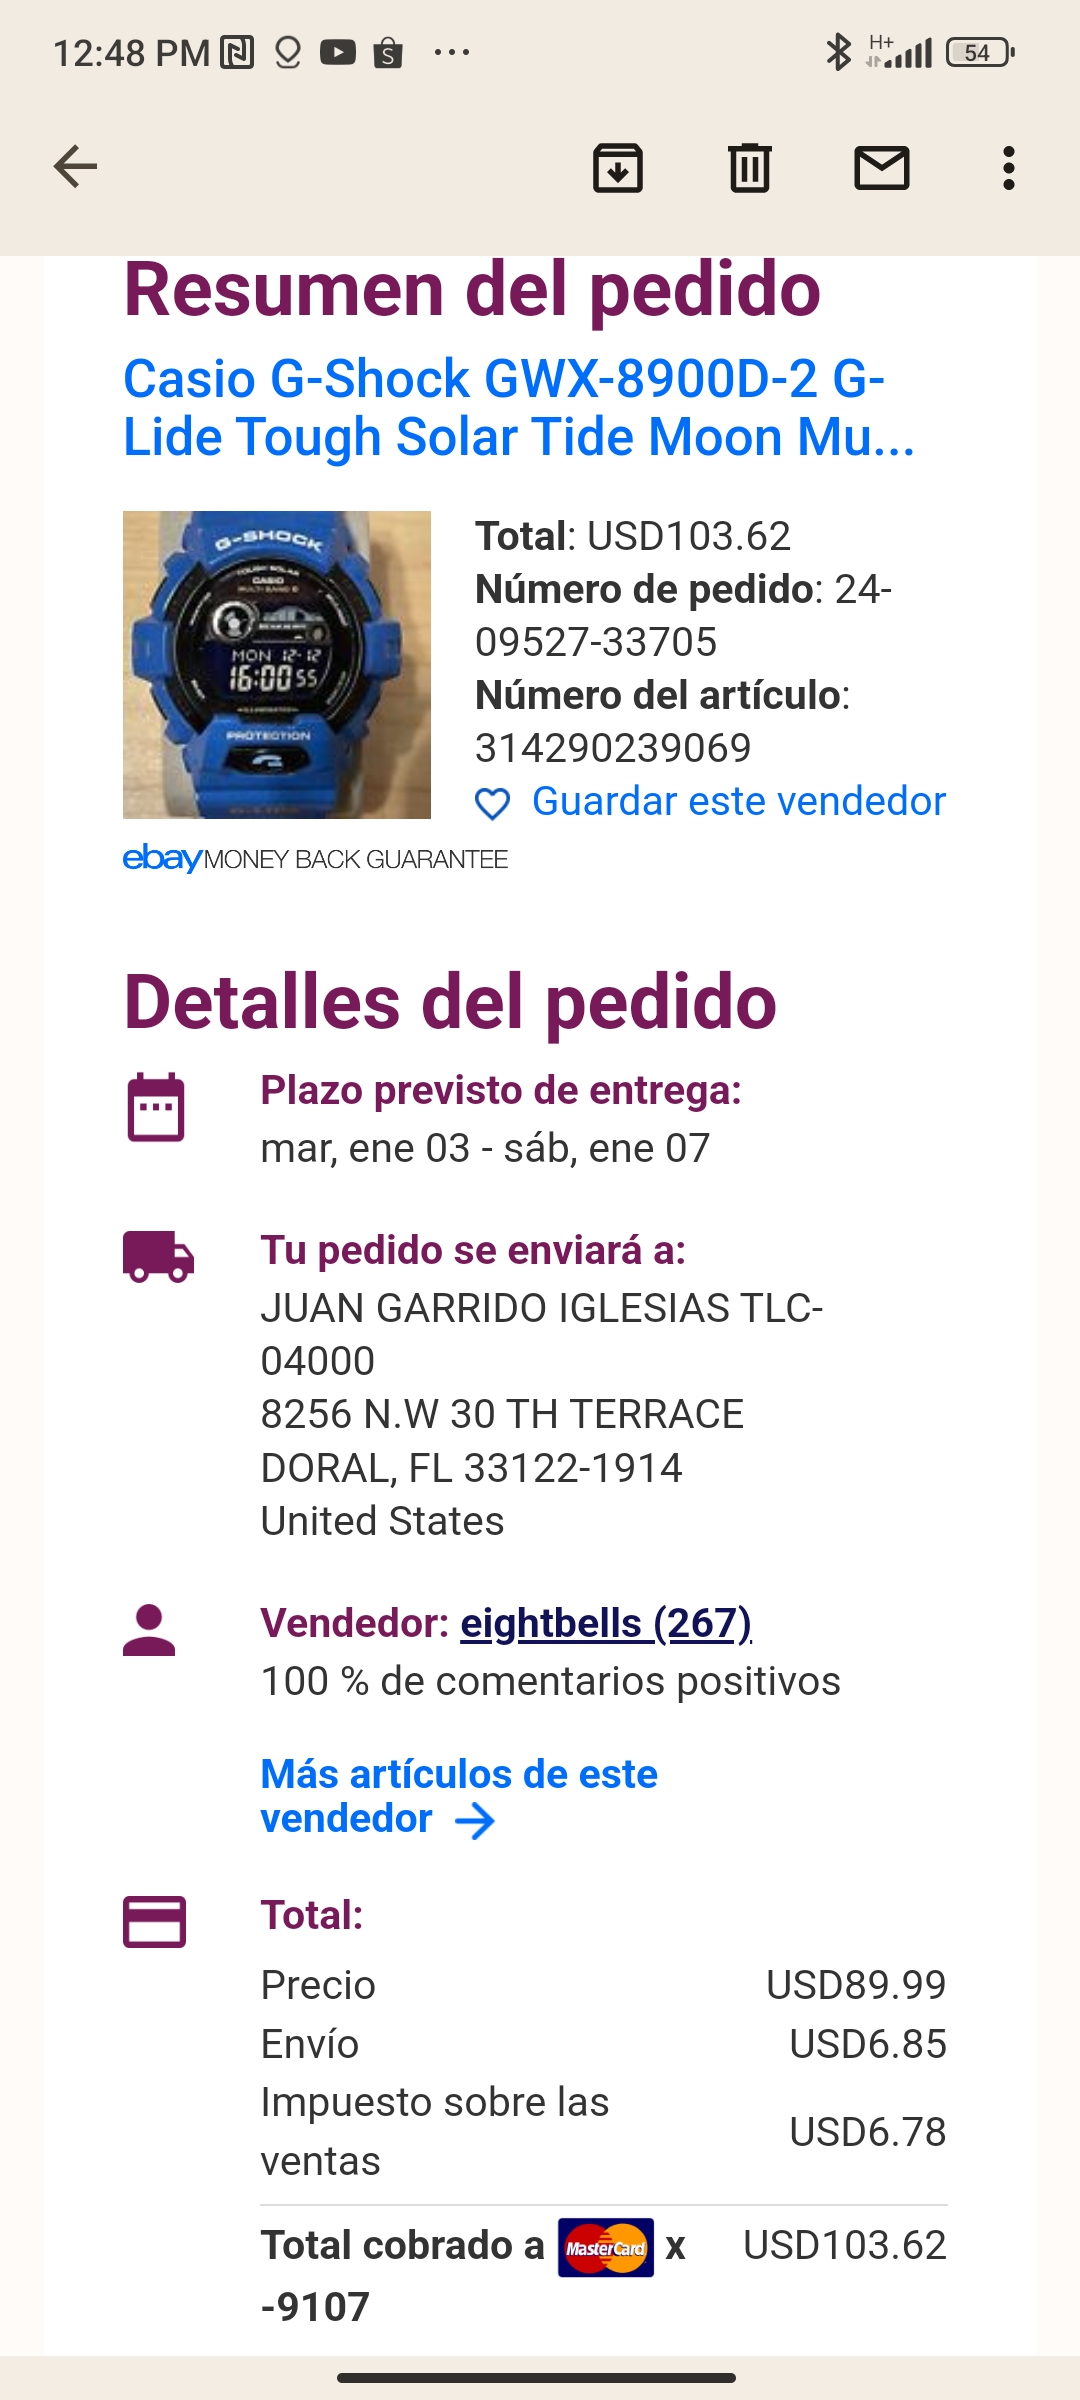 12:48 PM
H+
54
Resumen del pedido
Casio G-Shock GWX-8900D-2 G-
Lide Tough Solar Tide Moon Mu...
G-SHOCK
TOUGH SOLAR
CASIO
MULTI BAND 6
MON 12-12
16:00 55
PROTECTION
G
Total: USD103.62
Número de pedido: 24-
09527-33705
Número del artículo:
314290239069
Guardar este vendedor
ebay MONEY BACK GUARANTEE
Detalles del pedido
Plazo previsto de entrega:
mar, ene 03 - sáb, ene 07
Tu pedido se enviará a:
JUAN GARRIDO IGLESIAS TLC-
04000
8256 N.W 30 TH TERRACE
DORAL, FL 33122-1914
United States
Vendedor: eightbells (267)
100 % de comentarios positivos
Más artículos de este
vendedor
Total:
Precio USD89.99
Envío USD6.85
Impuesto sobre las
ventas USD6.78
Total cobrado a MasterCard x USD103.62
-9107